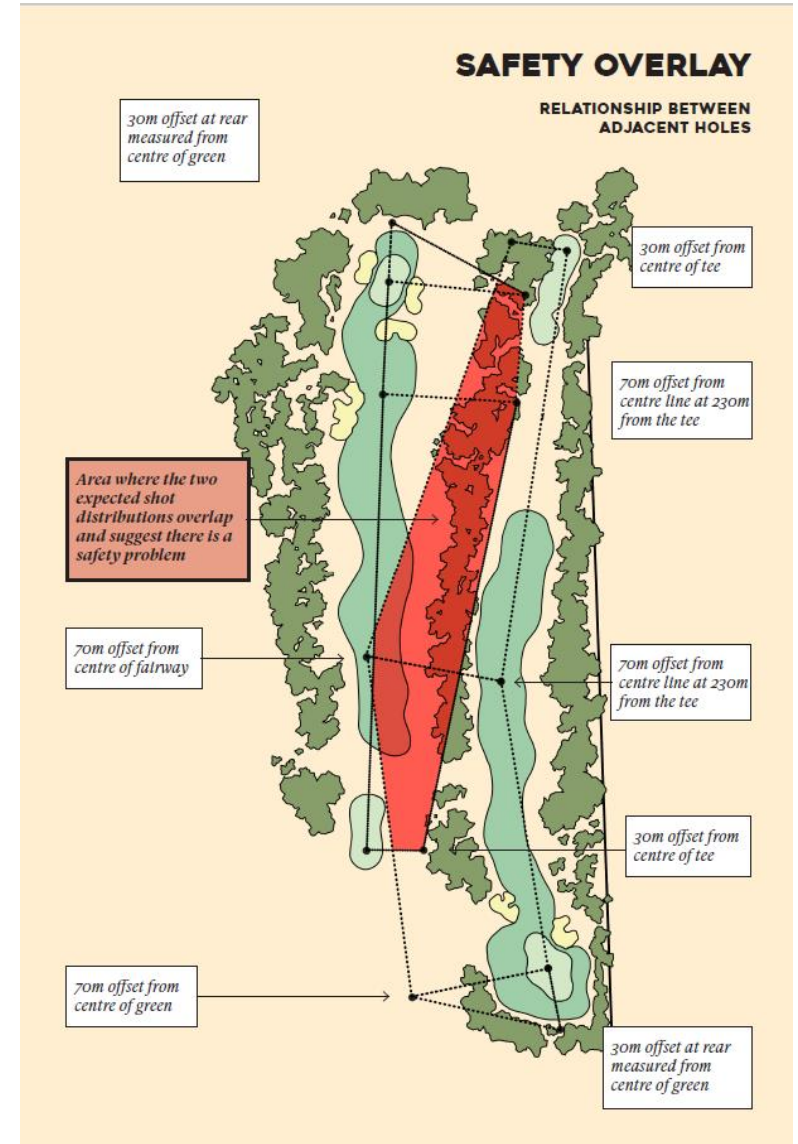 SAFETY OVERLAY
RELATIONSHIP BETWEEN
ADJACENT HOLES
30m offset at rear
measured from
centre of green
30m offset from
centre of tee
70m offset from
centre line at 230m
from the tee
Area where the two
expected shot
distributions overlap
and suggest there is a
safety problem
70m offset from
centre of fairway
70m offset from
centre line at 230m
from the tee
30m offset from
centre of tee
70m offset from
centre of green
30m offset at rear
measured from
centre of green